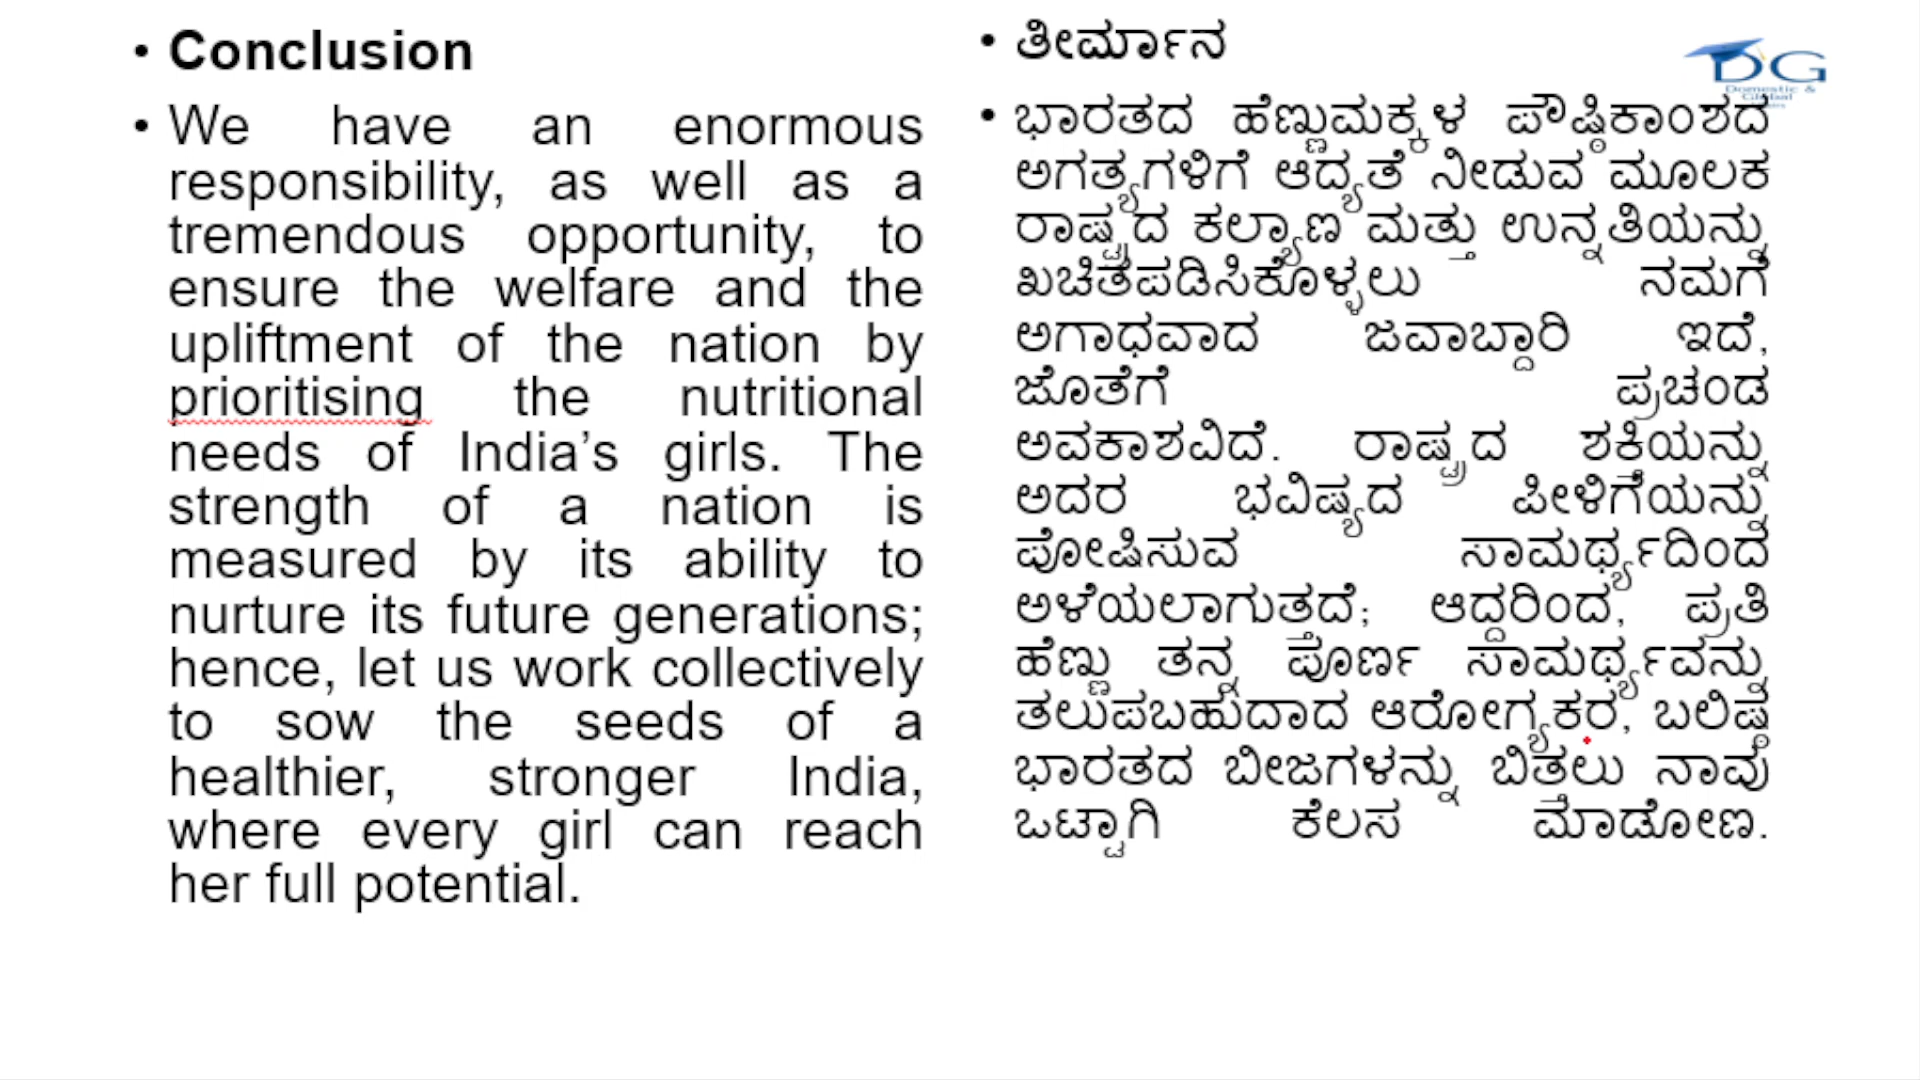 • Conclusion
• We have an enormous
responsibility, as well as a
tremendous opportunity, to
ensure the welfare and the
upliftment of the nation by
prioritising the nutritional
needs of India’s girls. The
strength of a nation is
measured by its ability to
nurture its future generations;
hence, let us work collectively
to sow the seeds of a
healthier, stronger India,
where every girl can reach
her full potential.
• ತೀರ್ಮಾನ
• ಭಾರತದ ಹೆಣ್ಣುಮಕ್ಕಳ ಪೌಷ್ಠಿಕಾಂಶದ
ಅಗತ್ಯಗಳಿಗೆ ಆದ್ಯತೆ ನೀಡುವ ಮೂಲಕ
ರಾಷ್ಟ್ರದ ಕಲ್ಯಾಣ ಮತ್ತು ಉನ್ನತಿಯನ್ನು
ಖಚಿತಪಡಿಸಿಕೊಳ್ಳಲು ನಮಗೆ
ಅಗಾಧವಾದ ಜವಾಬ್ದಾರಿ ಇದೆ,
ಜೊತೆಗೆ ಪ್ರಚಂಡ
ಅವಕಾಶವಿದೆ. ರಾಷ್ಟ್ರದ ಶಕ್ತಿಯನ್ನು
ಅದರ ಭವಿಷ್ಯದ ಪೀಳಿಗೆಯನ್ನು
ಪೋಷಿಸುವ ಸಾಮರ್ಥ್ಯದಿಂದ
ಅಳೆಯಲಾಗುತ್ತದೆ; ಆದ್ದರಿಂದ, ಪ್ರತಿ
ಹೆಣ್ಣು ತನ್ನ ಪೂರ್ಣ ಸಾಮರ್ಥ್ಯವನ್ನು
ತಲುಪಬಹುದಾದ ಆರೋಗ್ಯಕರ, ಬಲಿಷ್ಠ
ಭಾರತದ ಬೀಜಗಳನ್ನು ಬಿತ್ತಲು ನಾವು
ಒಟ್ಟಾಗಿ ಕೆಲಸ ಮಾಡೋಣ.
DG
Domestic &
Global